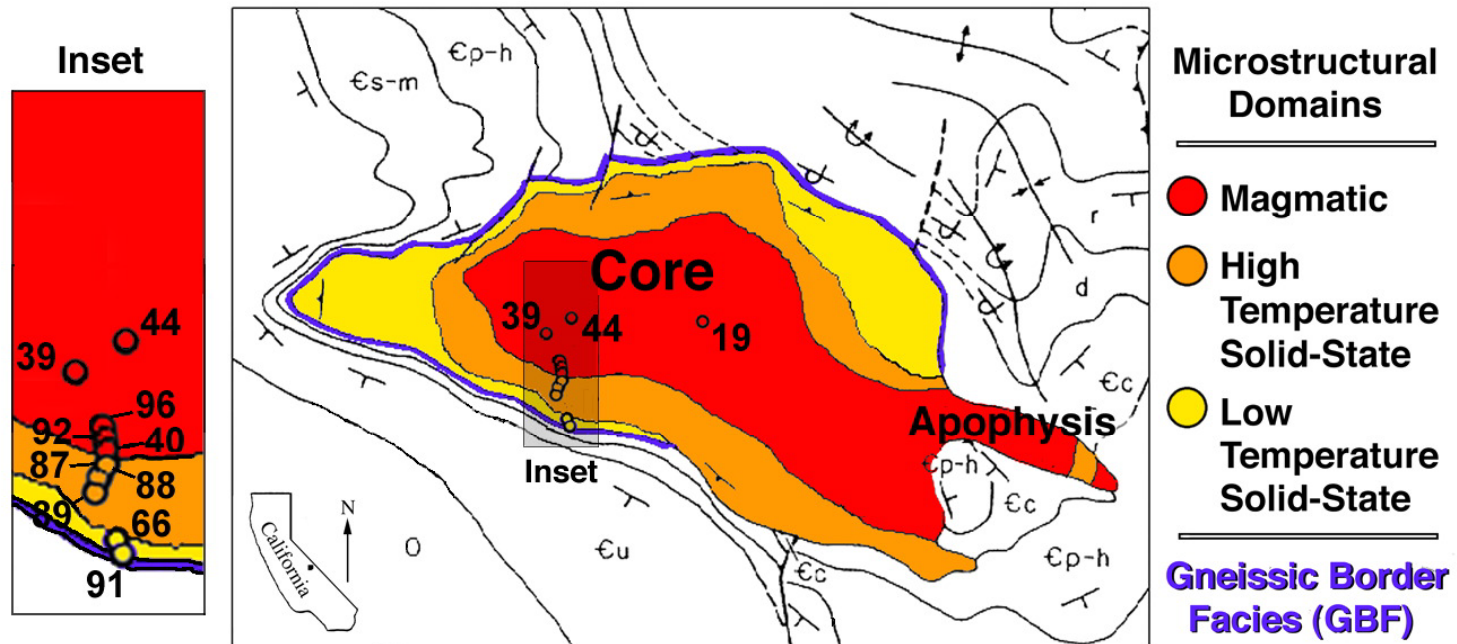 Inset
44
39
96
92
40
87
88
89
66
91
Єp-h
Єs-m
Core
39
44
19
Inset
Apophysis
Єp-h
Єc
Єc
r
d
N
California
O
Єu
Єc
Єp-h
Microstructural
Domains
Magmatic
High
Temperature
Solid-State
Low
Temperature
Solid-State
Gneissic Border
Facies (GBF)